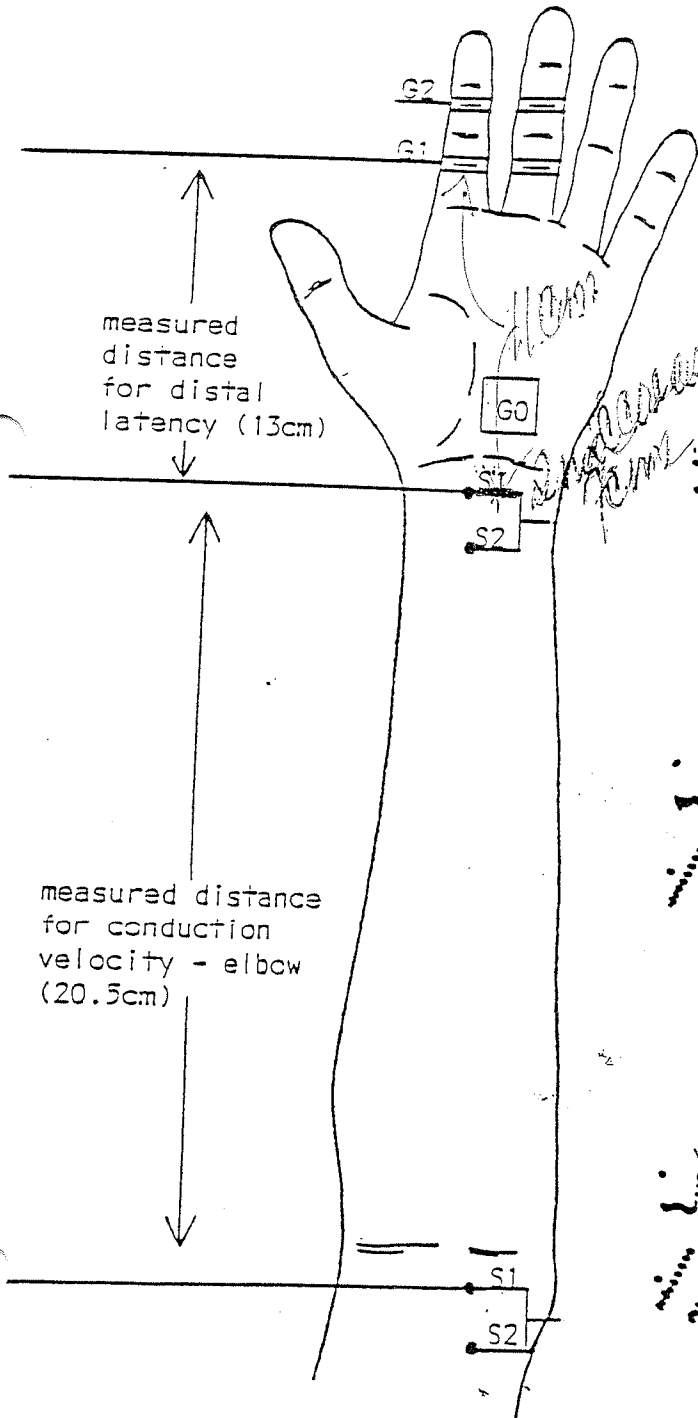 G2
G1
measured
distance
for distal
latency (13cm)
GO
S1
S2
measured distance
for conduction
velocity - elbow
(20.5cm)
S1
S2